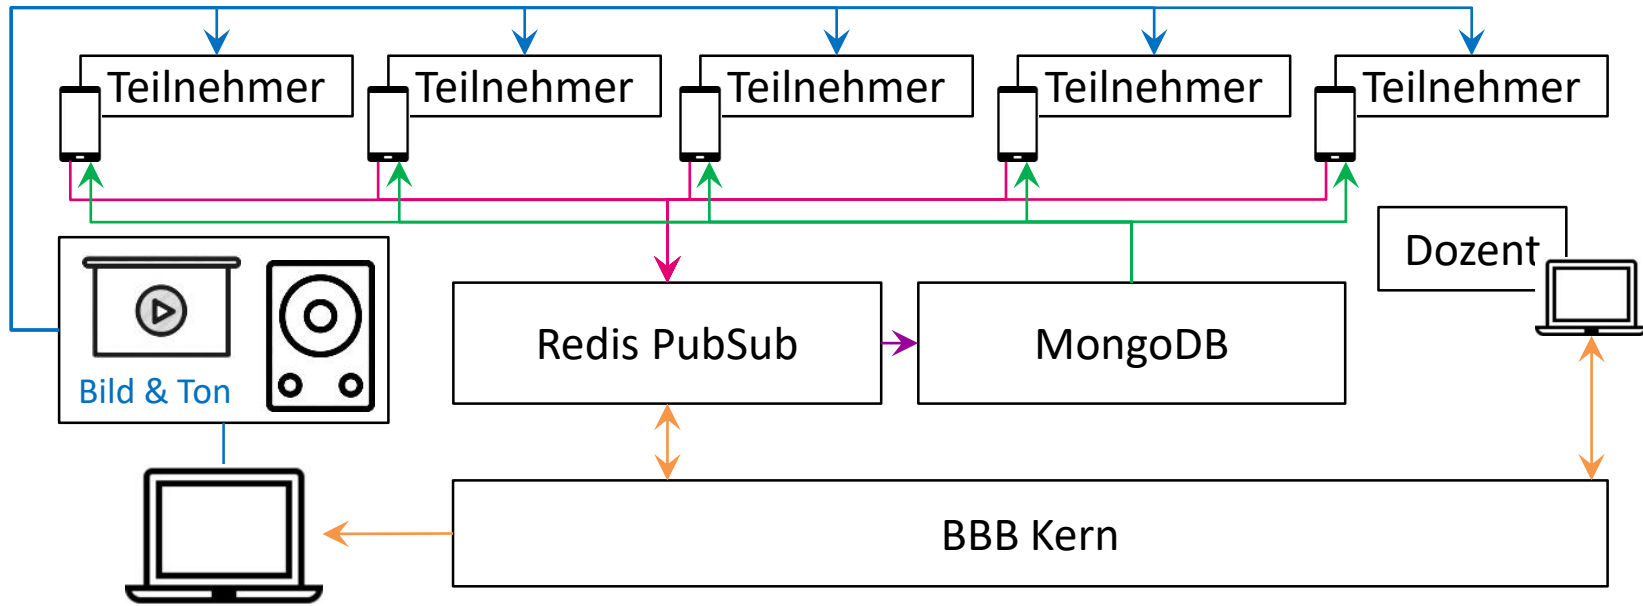 Teilnehmer
Teilnehmer
Teilnehmer
Teilnehmer
Teilnehmer
Dozent
Redis PubSub
MongoDB
Bild & Ton
BBB Kern